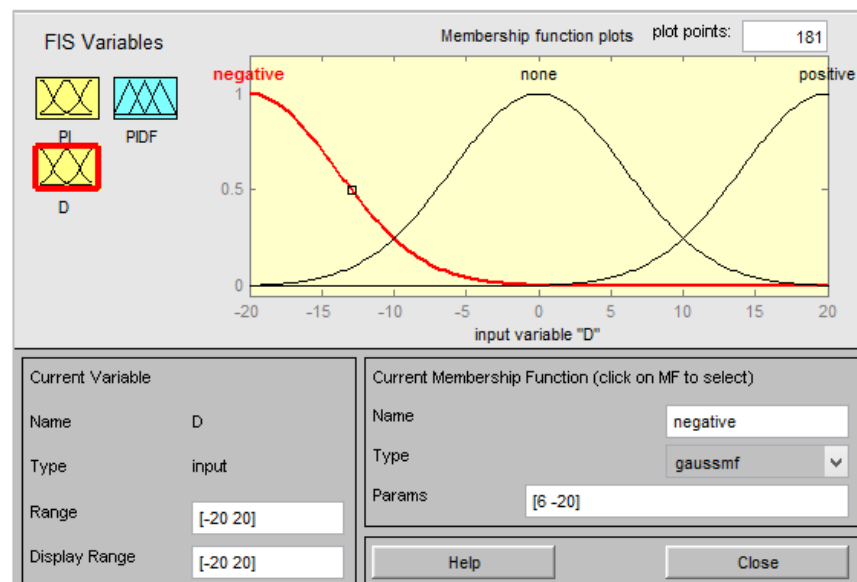 FIS Variables
Membership function plots
plot points:
181
PI
PIDF
D
negative
none
positive
1
0.5
0
-20
-15
-10
-5
0
5
10
15
20
input variable "D"
Current Variable
Name
D
Type
input
Range
[-20 20]
Display Range
[-20 20]
Current Membership Function (click on MF to select)
Name
negative
Type
gaussmf
Params
[6 -20]
Help
Close